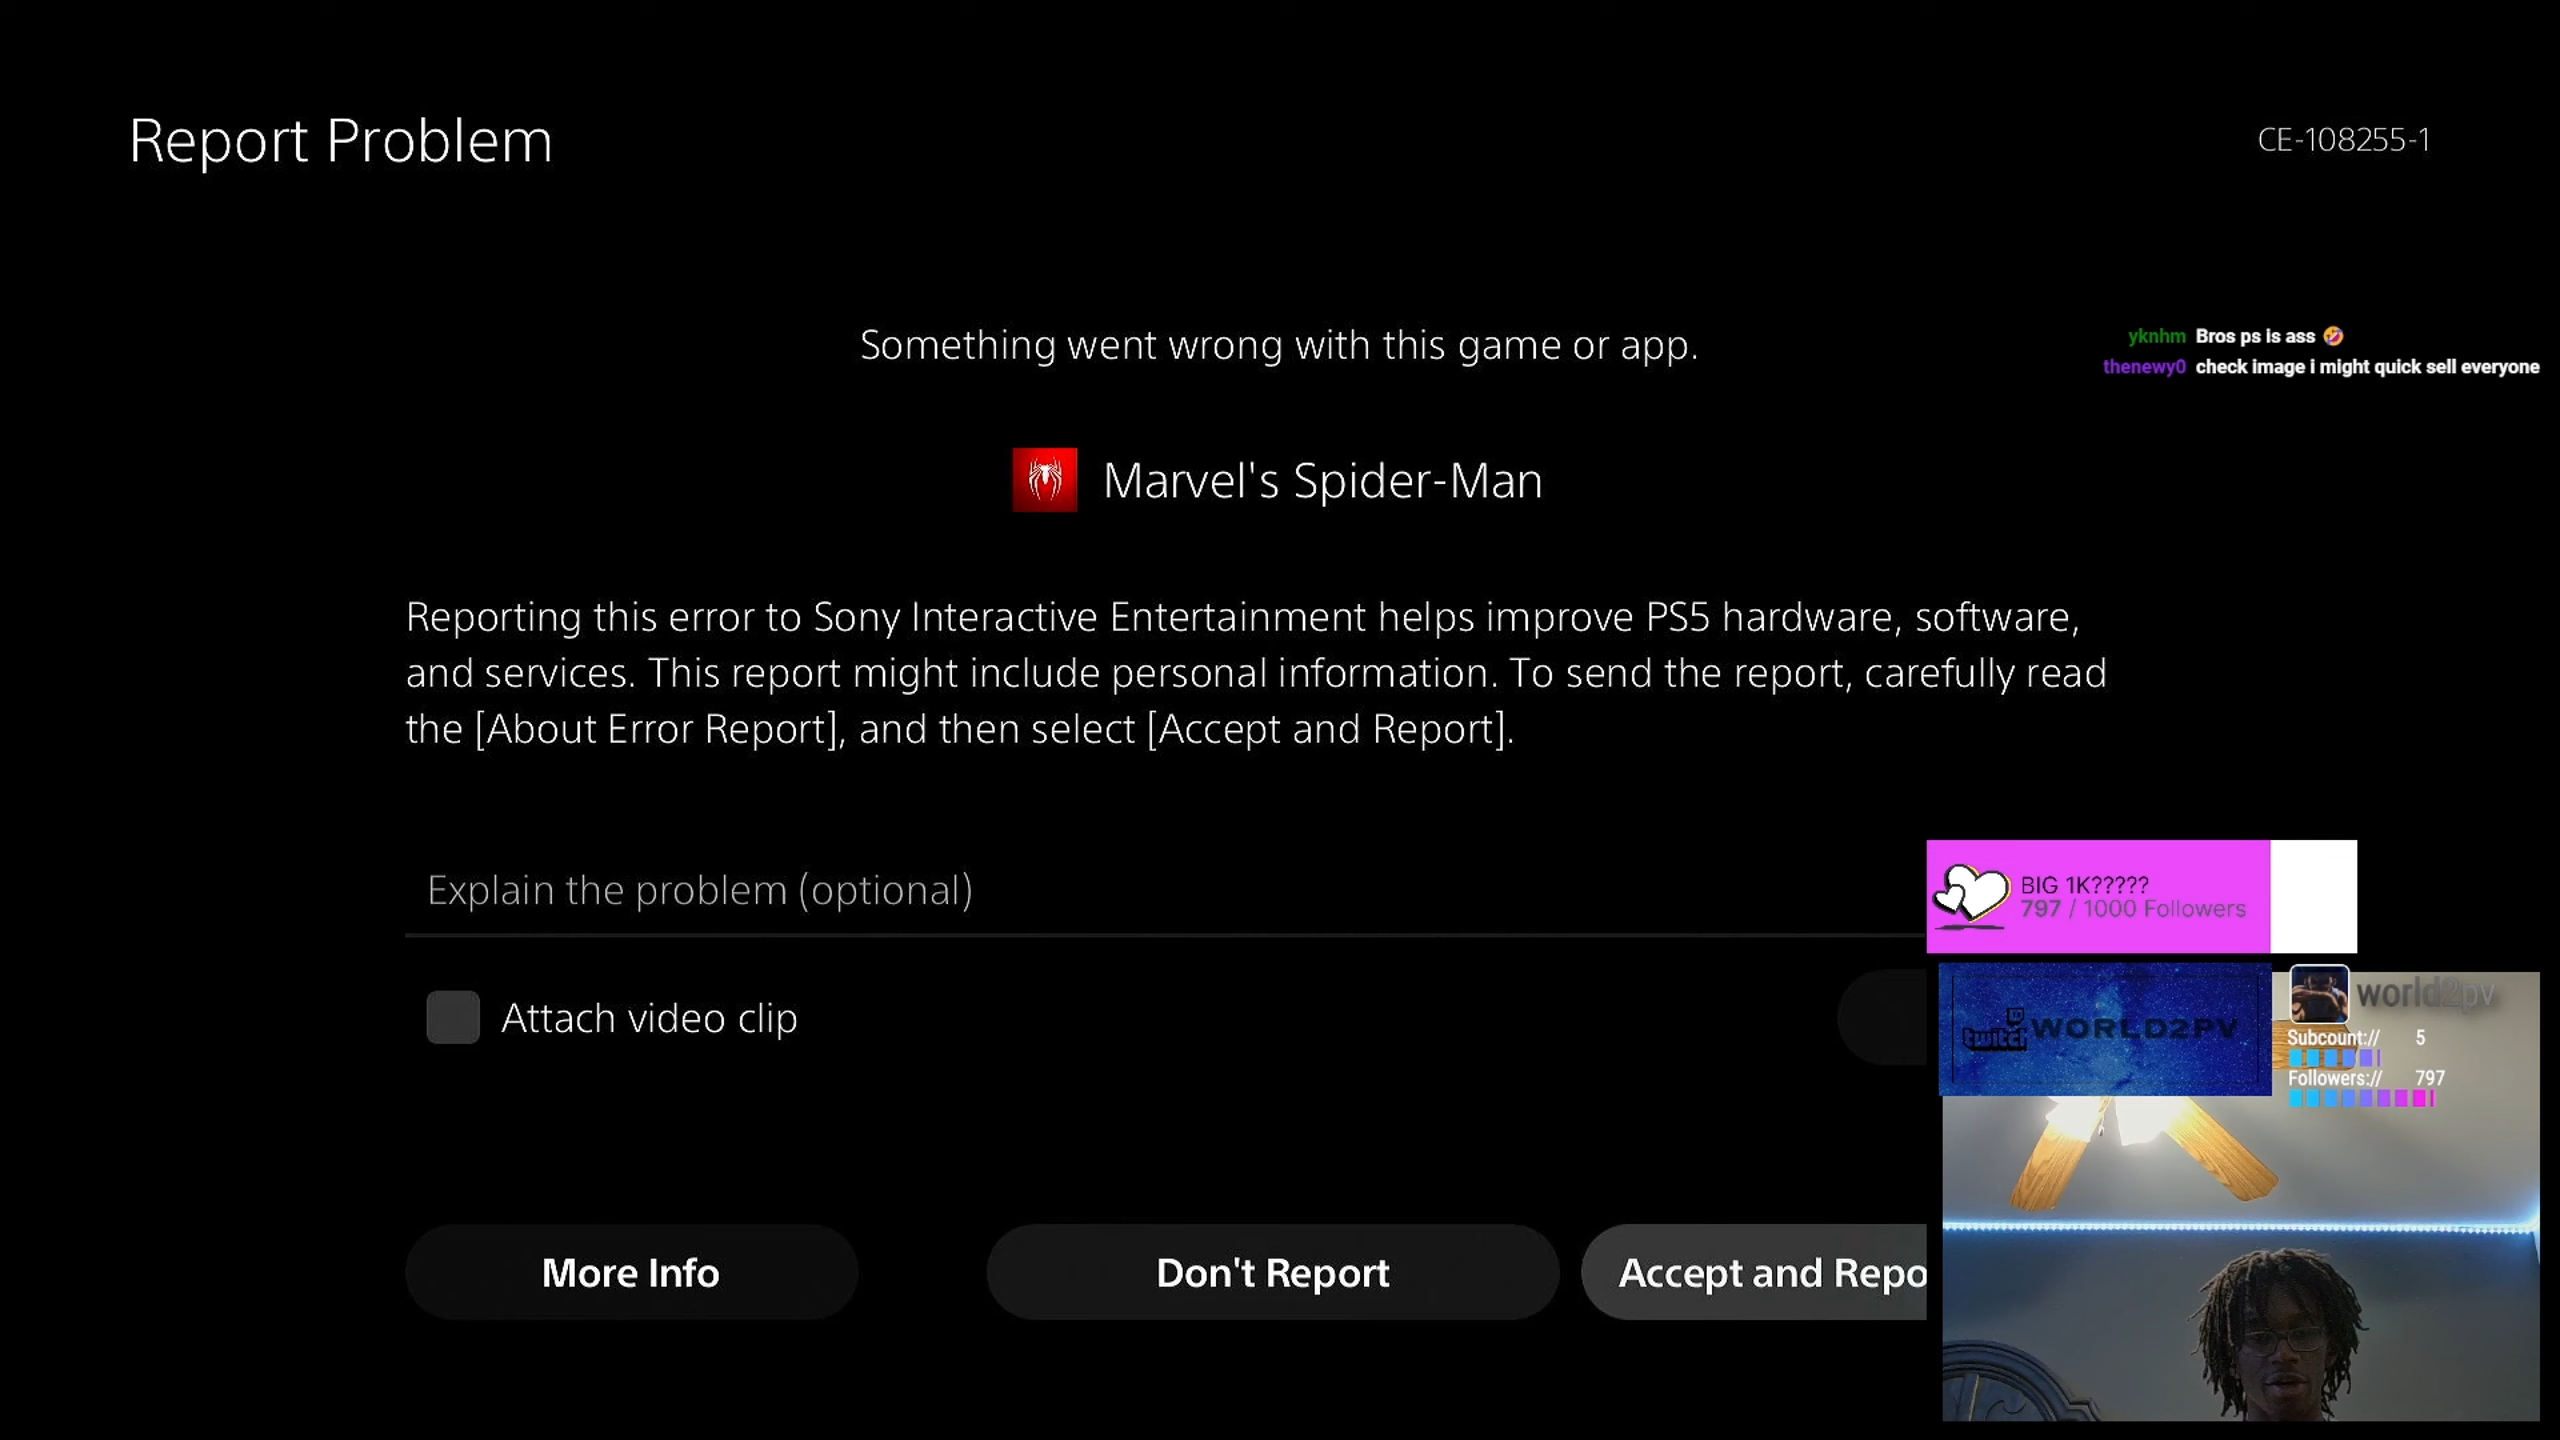 Report Problem
CE-108255-1
Something went wrong with this game or app.
yknhm Bros ps is ass 🤣
thenewy0 check image i might quick sell everyone
Marvel's Spider-Man
Reporting this error to Sony Interactive Entertainment helps improve PS5 hardware, software,
and services. This report might include personal information. To send the report, carefully read
the [About Error Report], and then select [Accept and Report].
Explain the problem (optional)
BIG 1K?????
797 / 1000 Followers
Attach video clip
twitch WORLD2PV
world2pv
Subcount:// 5
Followers:// 797
More Info
Don't Report
Accept and Repo